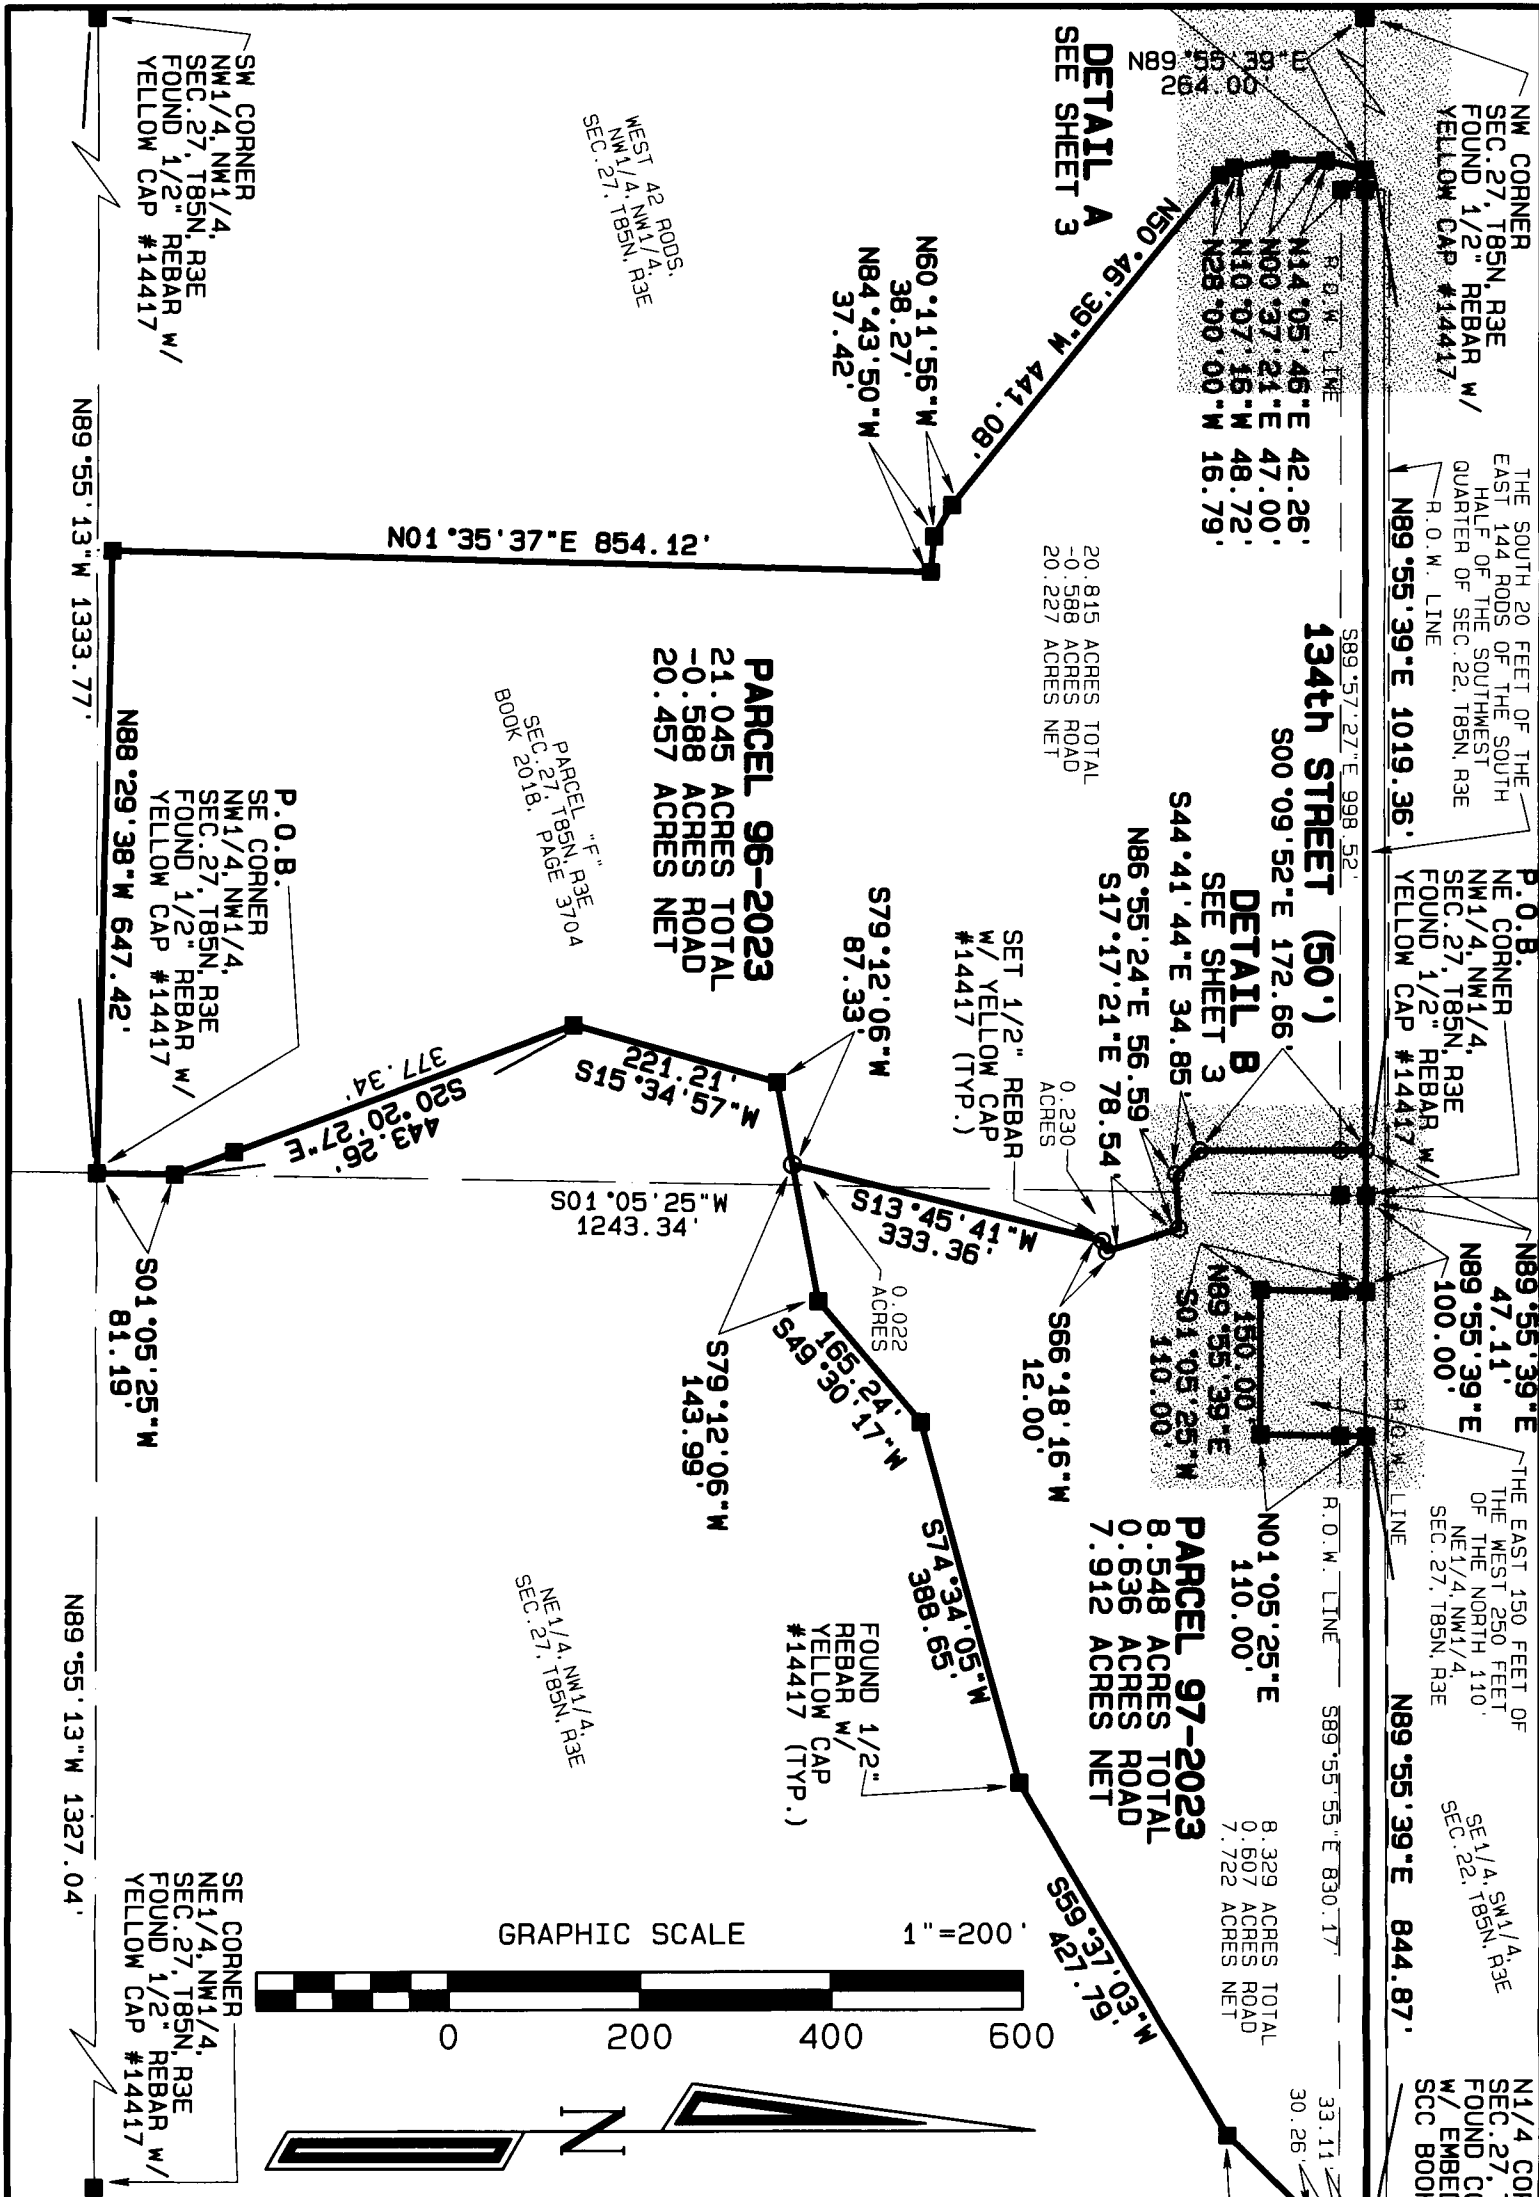 NW CORNER
SEC.27, T85N, R3E
FOUND 1/2" REBAR W/
YELLOW CAP #14417
THE SOUTH 20 FEET OF THE
EAST 144 RODS OF THE SOUTH
HALF OF THE SOUTHWEST
QUARTER OF SEC.22, T85N, R3E
R.O.W. LINE
N89°55'39"E 1019.36'
S89°57'27"E 998.52'
134th STREET (50')
P.O.B.
NE CORNER
NW1/4, NW1/4,
SEC.27, T85N, R3E
FOUND 1/2" REBAR W/
YELLOW CAP #14417
N89°55'39"E
47.11'
N89°55'39"E
100.00'
R.O.W. LINE
THE EAST 150 FEET OF
THE WEST 250 FEET
OF THE NORTH 110'
NE1/4, NW1/4,
SEC.27, T85N, R3E
N89°55'39"E 844.87'
SE1/4, SW1/4,
SEC.22, T85N, R3E
N1/4
SEC.27,
FOUND
W/
SCC
33.11'
30.26'
N89°55'39"E
264.00'
DETAIL A
SEE SHEET 3
R.O.W. LINE
N14°05'46"E 42.26'
N00°37'21"E 47.00'
N10°07'16"W 48.72'
N28°00'00"W 16.79'
N50°46'39"W 441.08'
N60°11'56"W
38.27'
N84°43'50"W
37.42'
20.815 ACRES TOTAL
-0.588 ACRES ROAD
20.227 ACRES NET
S00°09'52"E 172.66'
DETAIL B
SEE SHEET 3
S44°41'44"E 34.85'
N86°55'24"E 56.59'
S17°17'21"E 78.54'
SET 1/2" REBAR
W/ YELLOW CAP
#14417 (TYP.)
0.230
ACRES
S66°18'16"W
12.00'
S01°05'25"W
110.00'
N89°55'39"E
150.00'
N01°05'25"E
110.00'
R.O.W. LINE
S89°55'55"E 830.17'
PARCEL 97-2023
8.548 ACRES TOTAL
0.636 ACRES ROAD
7.912 ACRES NET
8.329 ACRES TOTAL
0.607 ACRES ROAD
7.722 ACRES NET
S13°45'41"W
333.36'
0.022
ACRES
S79°12'06"W
87.33'
S79°12'06"W
143.99'
165.24'
S49°30'17"W
S74°34'05"W
388.65'
S59°37'03"W
427.79'
FOUND 1/2"
REBAR W/
YELLOW CAP
#14417 (TYP.)
WEST 42 RODS,
NW1/4, NW1/4,
SEC.27, T85N, R3E
N01°35'37"E 854.12'
PARCEL 96-2023
21.045 ACRES TOTAL
-0.588 ACRES ROAD
20.457 ACRES NET
PARCEL "F"
SEC.27, T85N, R3E
BOOK 2018, PAGE 3704
221.21'
S15°34'57"W
377.34'
S20°20'27"E
443.26'
S01°05'25"W
1243.34'
NE1/4, NW1/4,
SEC.27, T85N, R3E
GRAPHIC SCALE 1"=200'
0 200 400 600
N
SW CORNER
NW1/4, NW1/4,
SEC.27, T85N, R3E
FOUND 1/2" REBAR W/
YELLOW CAP #14417
N89°55'13"W 1333.77'
N88°29'38"W 647.42'
P.O.B.
SE CORNER
NW1/4, NW1/4,
SEC.27, T85N, R3E
FOUND 1/2" REBAR W/
YELLOW CAP #14417
S01°05'25"W
81.19'
N89°55'13"W 1327.04'
SE CORNER
NE1/4, NW1/4,
SEC.27, T85N, R3E
FOUND 1/2" REBAR W/
YELLOW CAP #14417